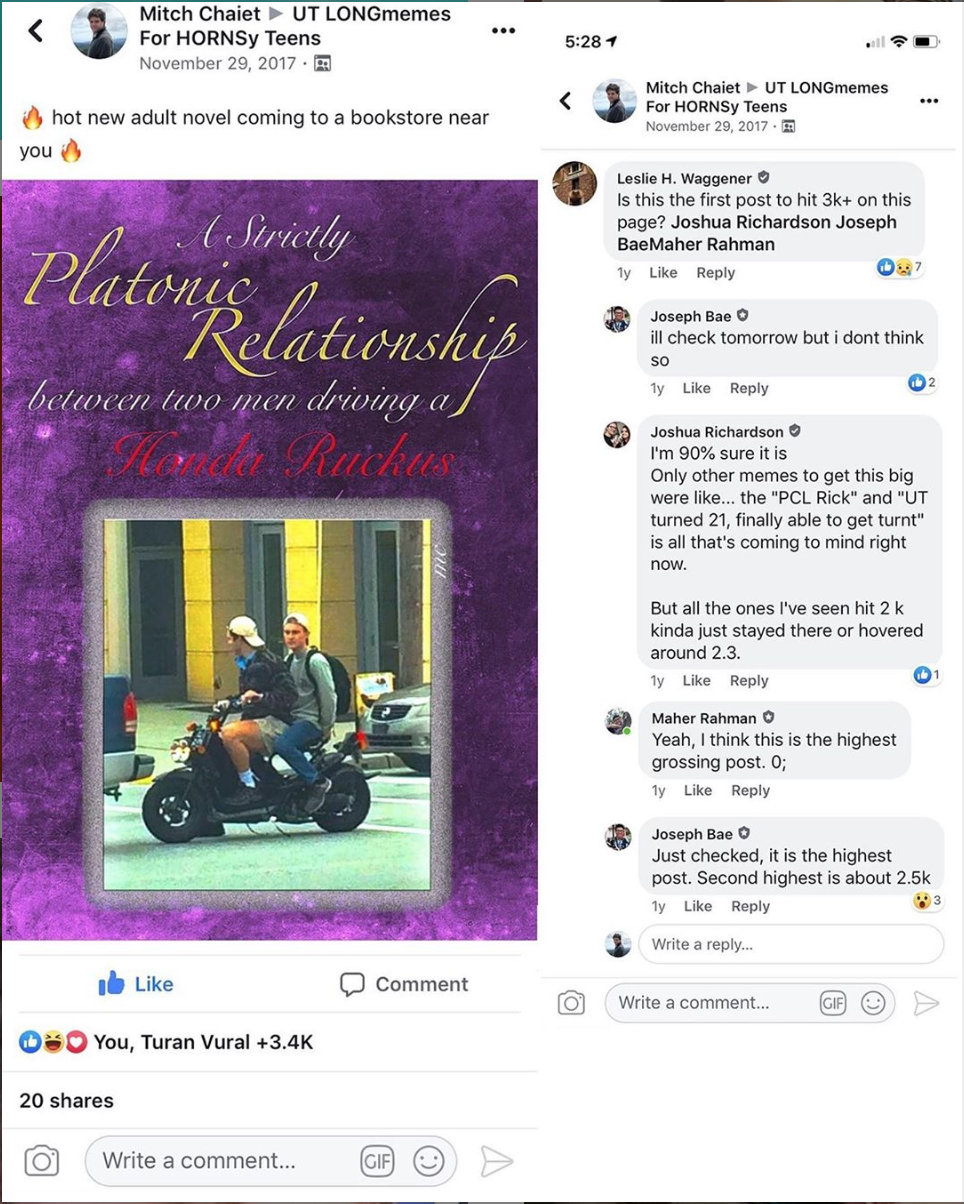 Mitch Chaiet ▶ UT LONGmemes
For HORNSy Teens
November 29, 2017 ·
🔥 hot new adult novel coming to a bookstore near
you 🔥
A Strictly
Platonic
Relationship
between two men driving a
Honda Ruckus
mc
Like
Comment
You, Turan Vural +3.4K
20 shares
Write a comment...
GIF
5:28
Mitch Chaiet ▶ UT LONGmemes
For HORNSy Teens
November 29, 2017 ·
Leslie H. Waggener
Is this the first post to hit 3k+ on this
page? Joshua Richardson Joseph
BaeMaher Rahman
1y Like Reply
7
Joseph Bae
ill check tomorrow but i dont think
so
1y Like Reply
2
Joshua Richardson
I'm 90% sure it is
Only other memes to get this big
were like... the "PCL Rick" and "UT
turned 21, finally able to get turnt"
is all that's coming to mind right
now.
But all the ones I've seen hit 2 k
kinda just stayed there or hovered
around 2.3.
1y Like Reply
1
Maher Rahman
Yeah, I think this is the highest
grossing post. 0;
1y Like Reply
Joseph Bae
Just checked, it is the highest
post. Second highest is about 2.5k
1y Like Reply
3
Write a reply...
Write a comment...
GIF